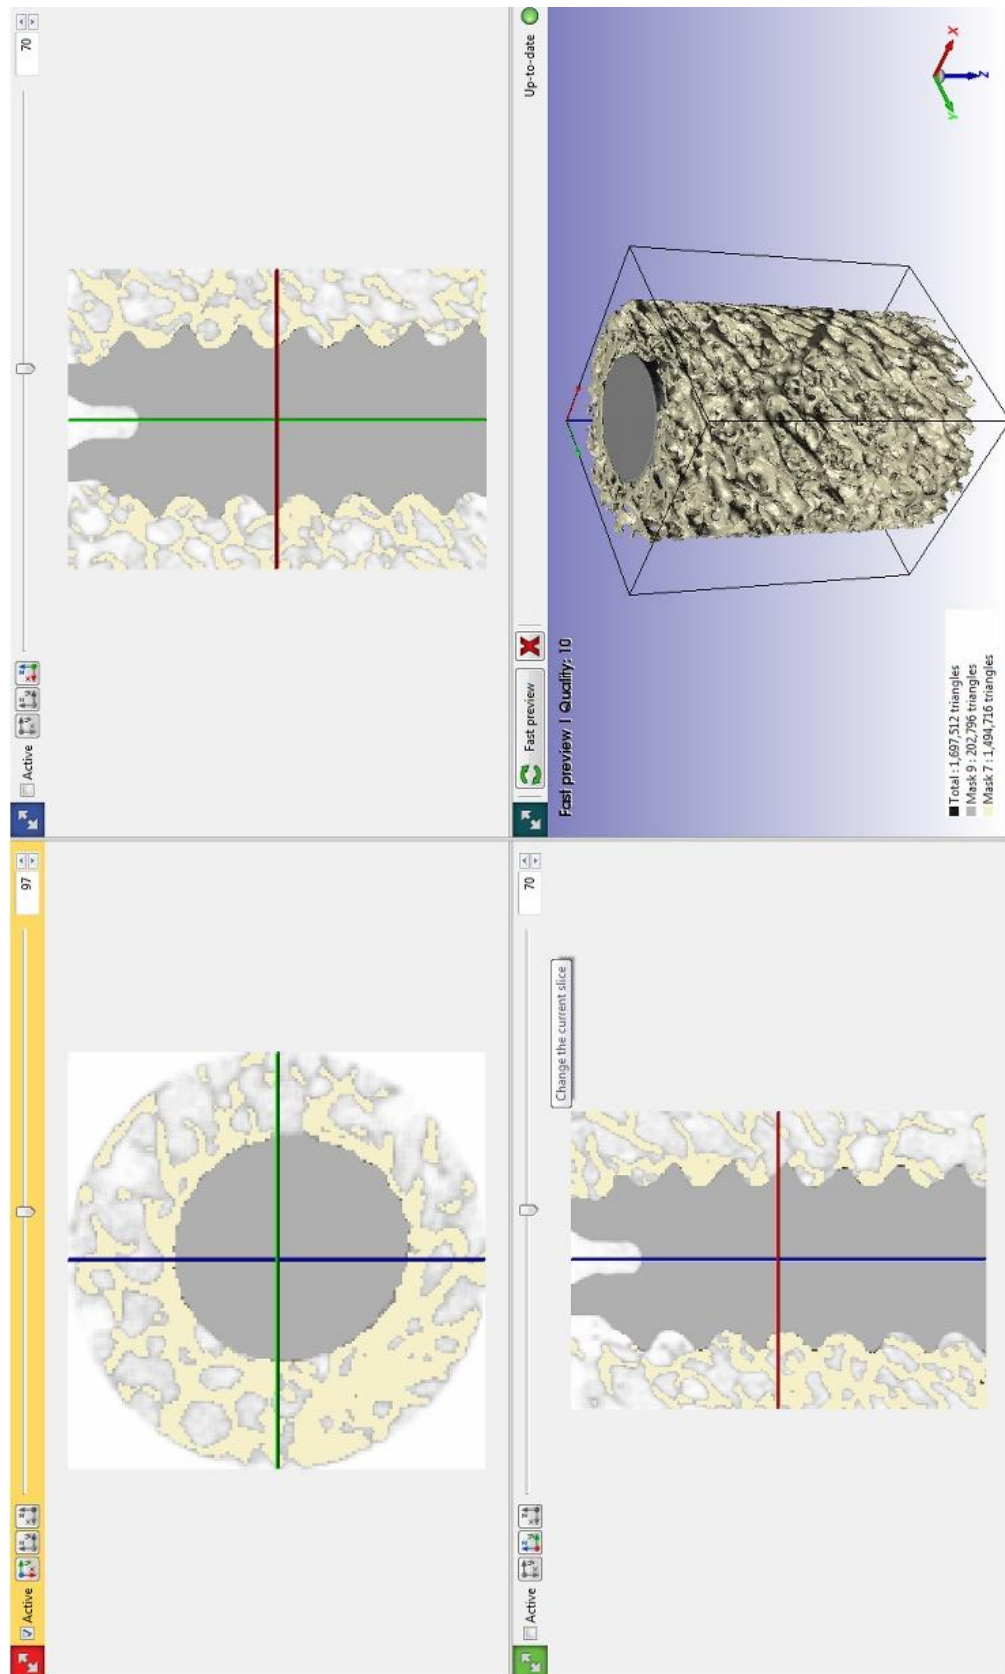 Active
97
Active
70
Change the current slice
Active
70
Fast preview
Up-to-date
Fast preview | Quality: 10
Total : 1,697,512 triangles
Mask 9 : 202,796 triangles
Mask 7 : 1,494,716 triangles
X
Y
Z